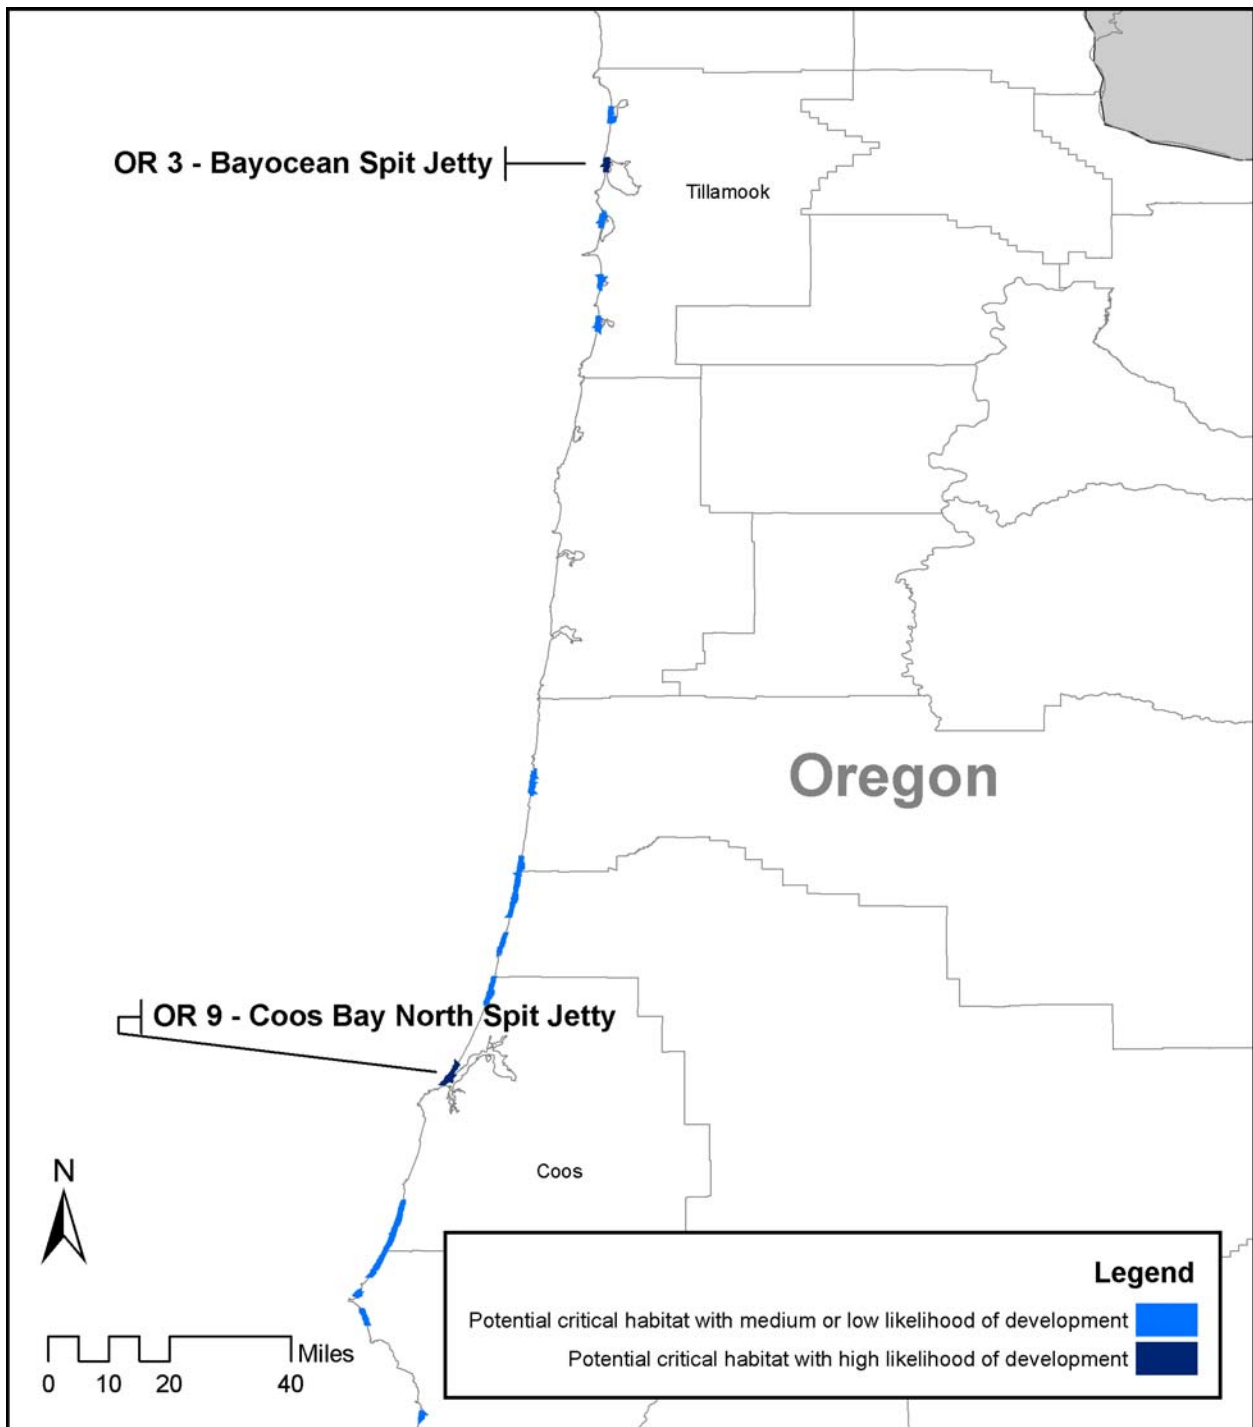 OR 3 - Bayocean Spit Jetty
Tillamook
Oregon
OR 9 - Coos Bay North Spit Jetty
Coos
N
Legend
Potential critical habitat with medium or low likelihood of development
Potential critical habitat with high likelihood of development
Miles
0 10 20 40